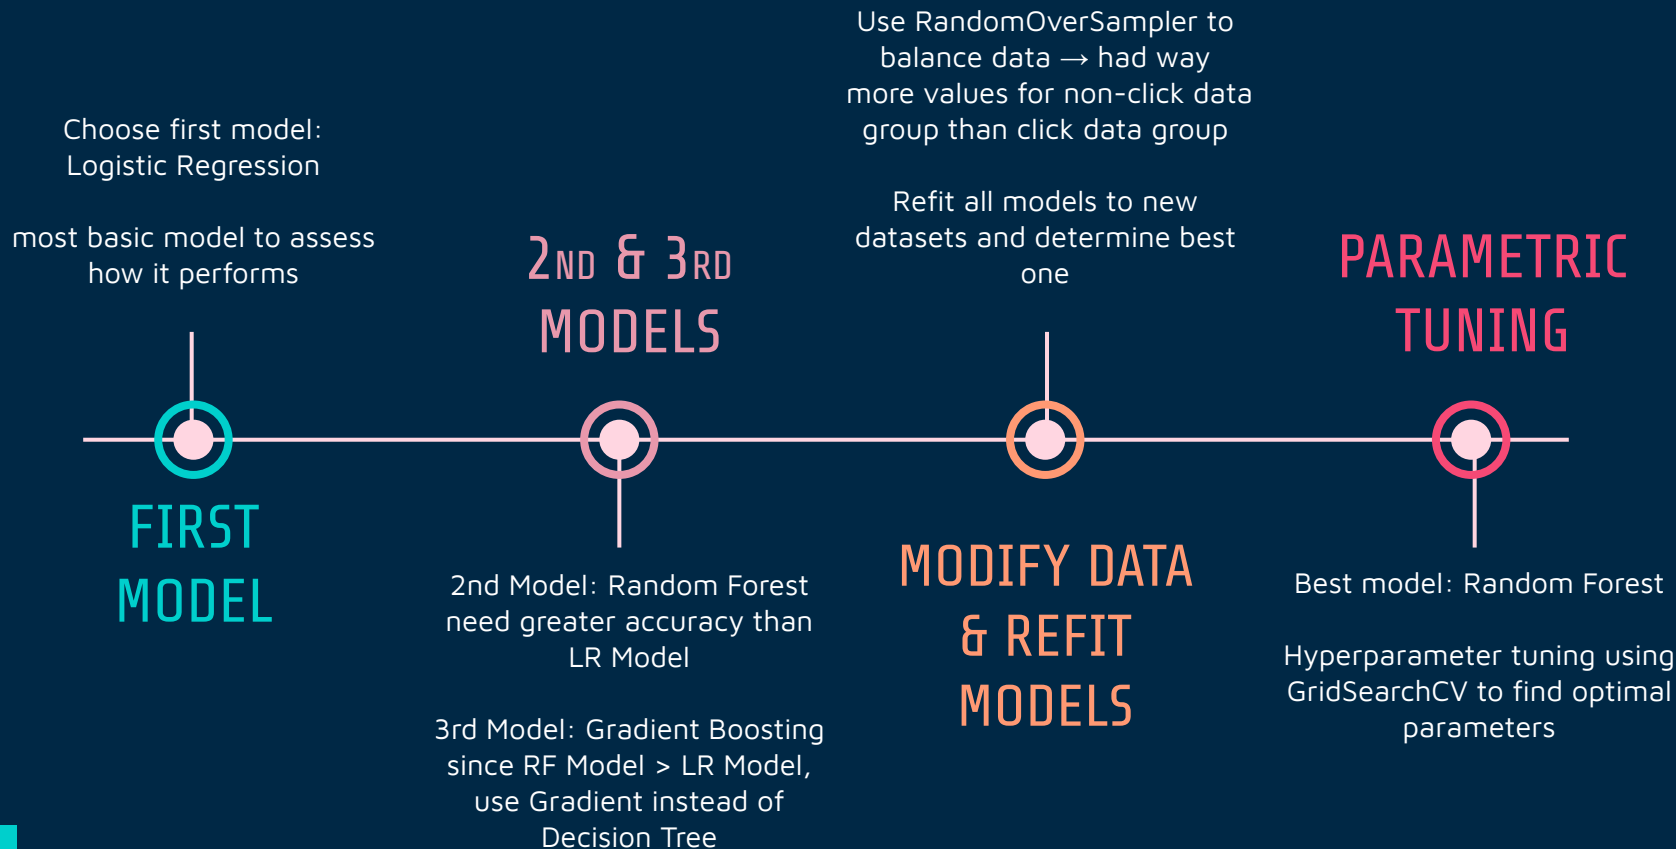 Choose first model:
Logistic Regression
most basic model to assess
how it performs
FIRST
MODEL
2ND & 3RD
MODELS
2nd Model: Random Forest
need greater accuracy than
LR Model
3rd Model: Gradient Boosting
since RF Model > LR Model,
use Gradient instead of
Decision Tree
Use RandomOverSampler to
balance data → had way
more values for non-click data
group than click data group
Refit all models to new
datasets and determine best
one
MODIFY DATA
& REFIT
MODELS
PARAMETRIC
TUNING
Best model: Random Forest
Hyperparameter tuning using
GridSearchCV to find optimal
parameters